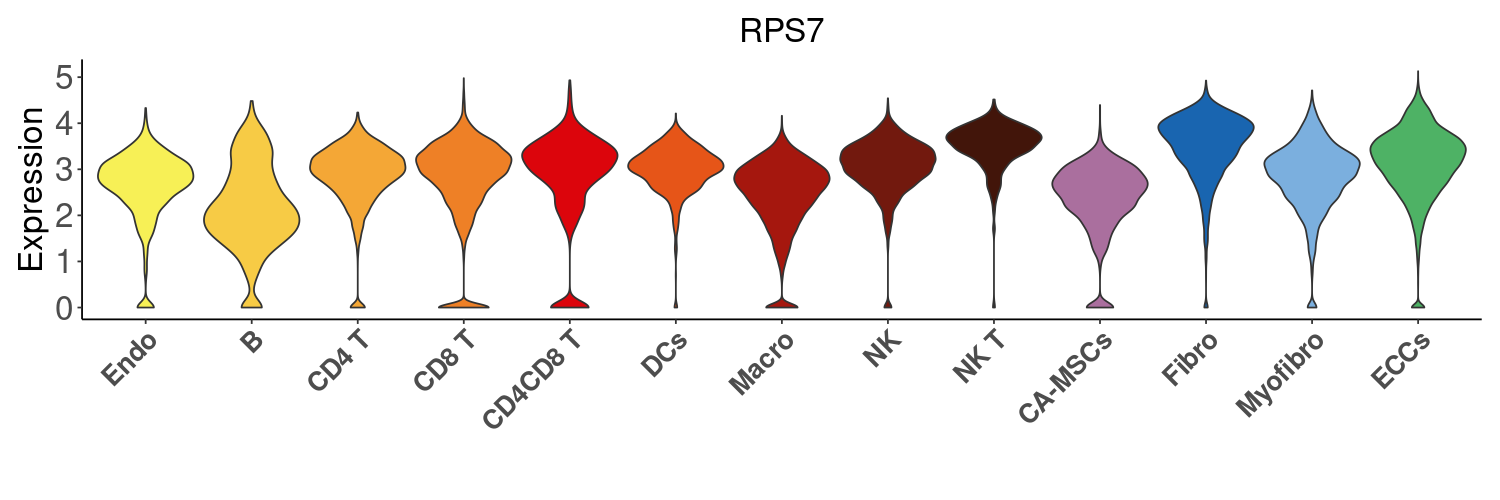 RPS7
Expression
5
4
3
2
1
0
Endo
B
CD4 T
CD8 T
CD4CD8 T
DCs
Macro
NK
NK T
CA-MSCs
Fibro
Myofibro
ECCs